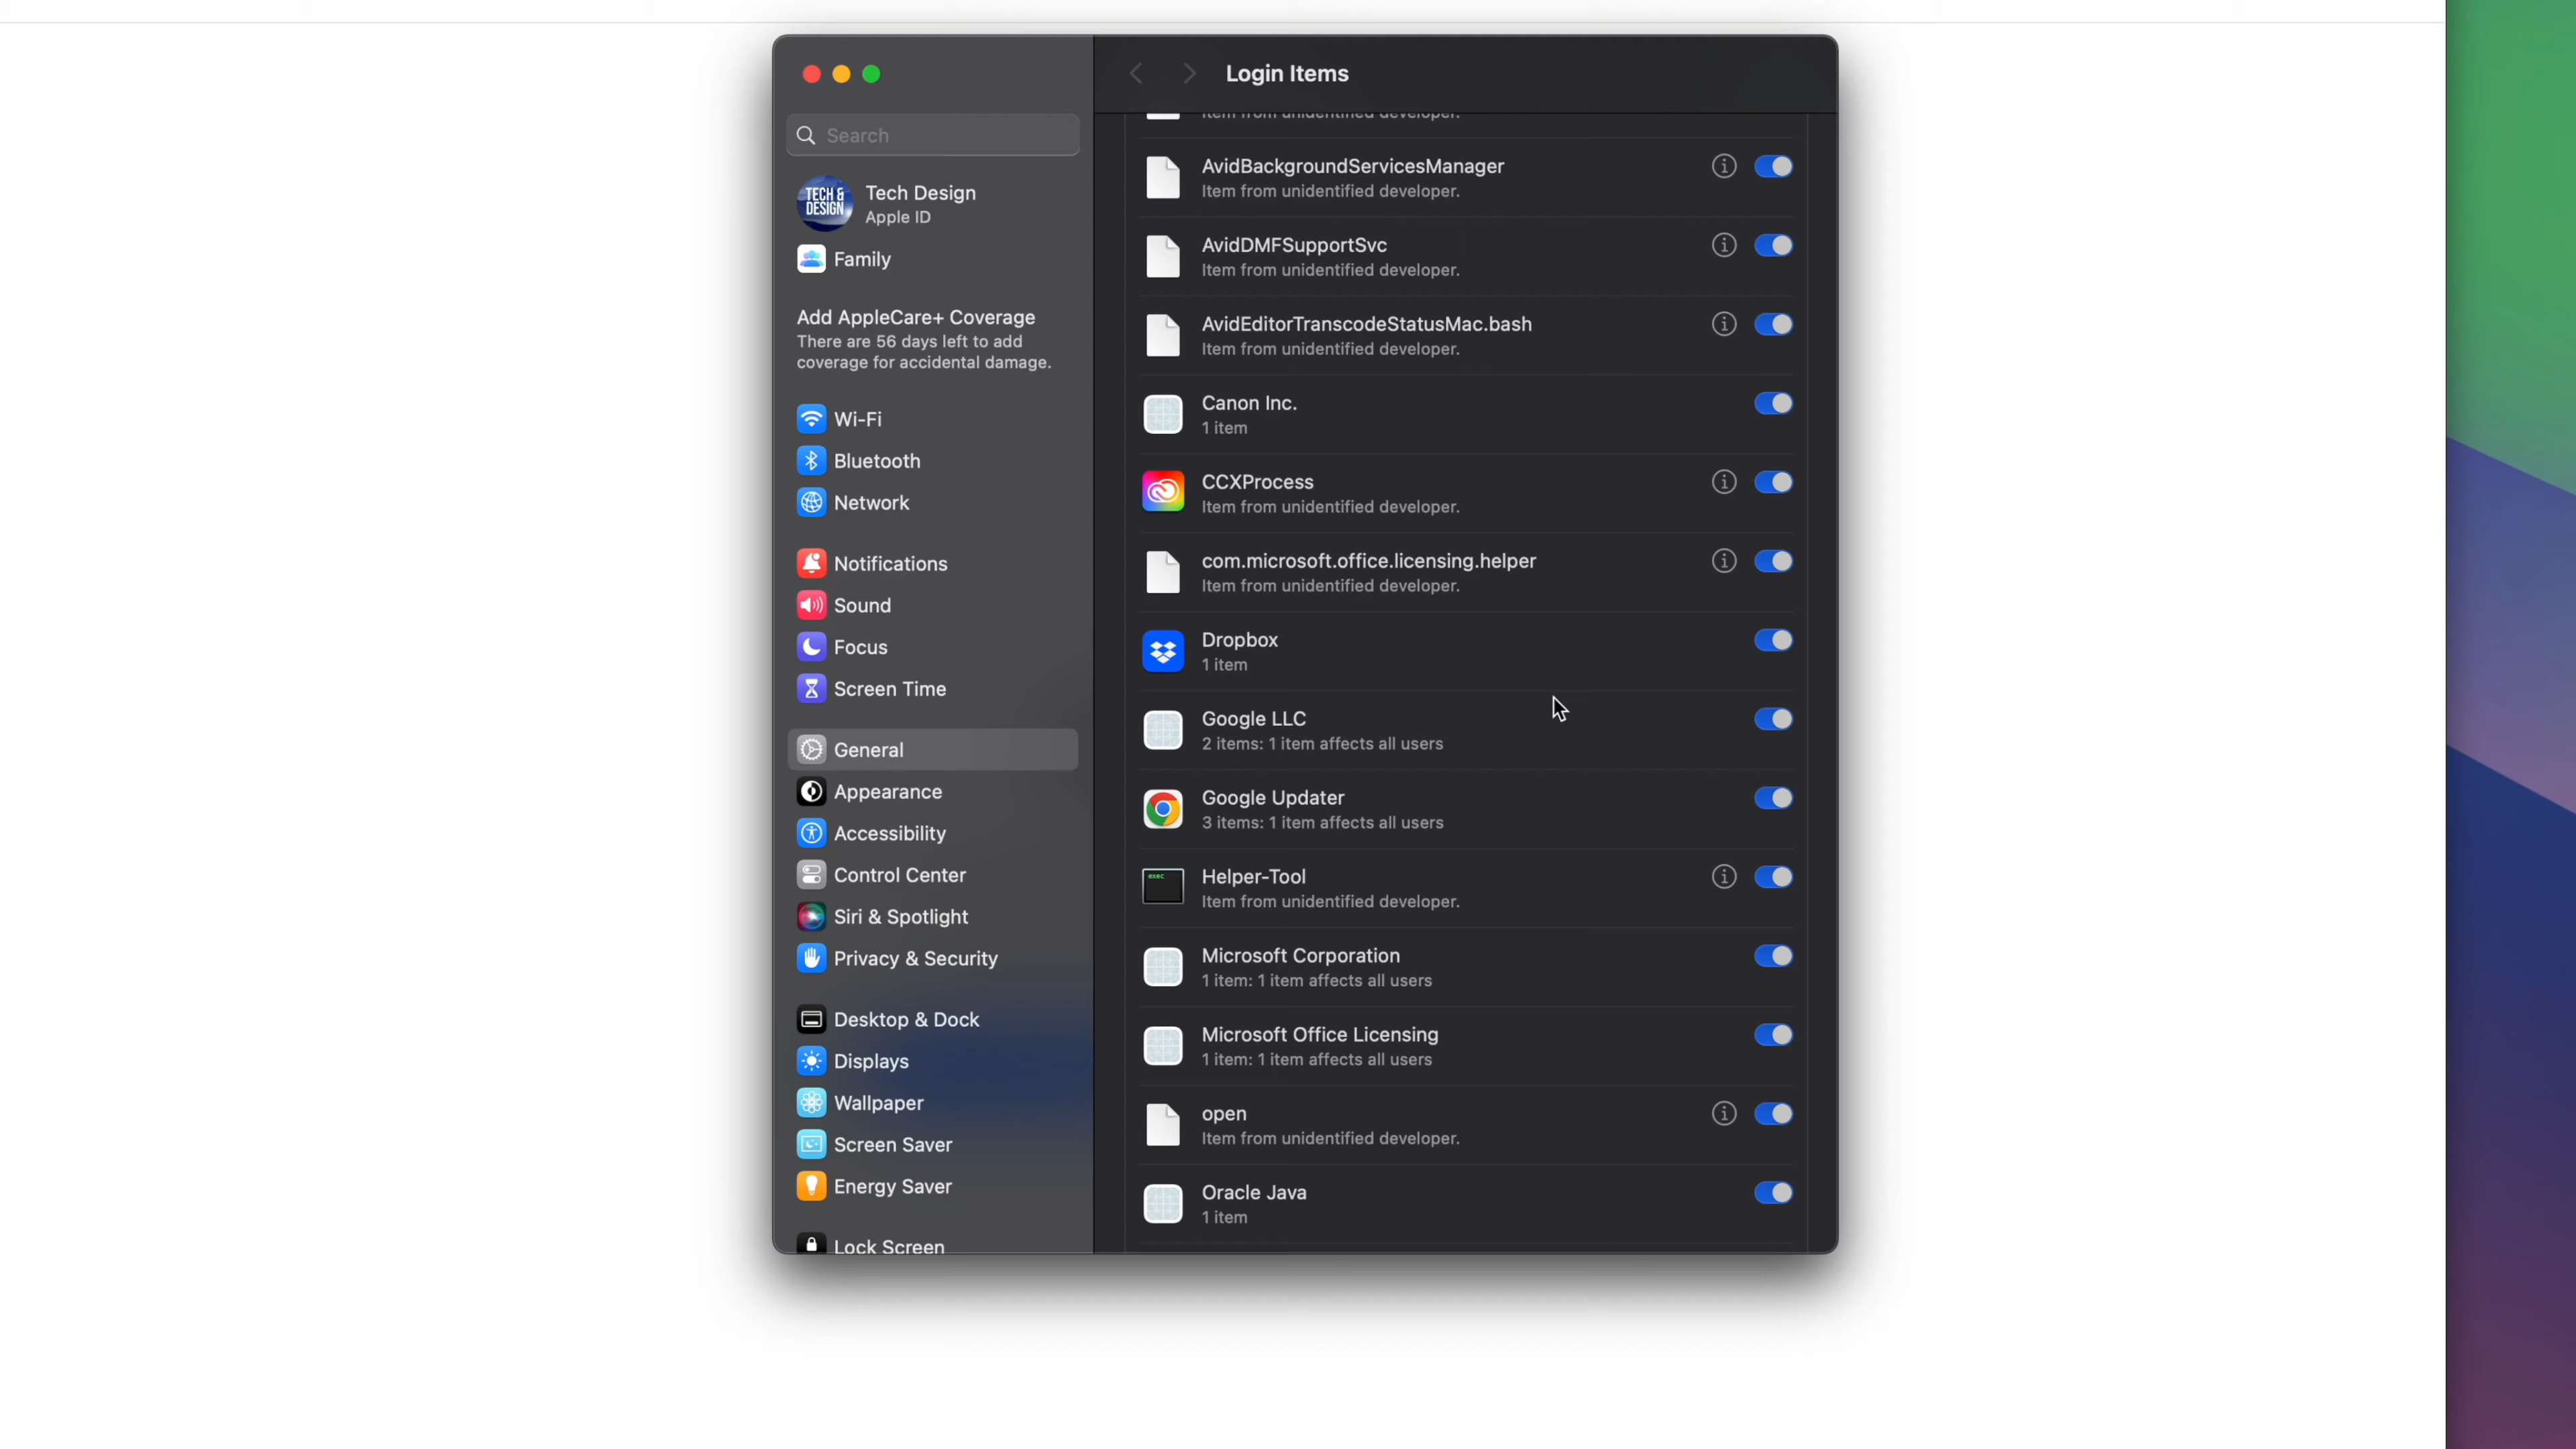 Login Items
Search
TECH &
DESIGN
Tech Design
Apple ID
Family
Add AppleCare+ Coverage
There are 56 days left to add
coverage for accidental damage.
Wi-Fi
Bluetooth
Network
Notifications
Sound
Focus
Screen Time
General
Appearance
Accessibility
Control Center
Siri & Spotlight
Privacy & Security
Desktop & Dock
Displays
Wallpaper
Screen Saver
Energy Saver
Lock Screen
Item from unidentified developer.
AvidBackgroundServicesManager
Item from unidentified developer.
AvidDMFSupportSvc
Item from unidentified developer.
AvidEditorTranscodeStatusMac.bash
Item from unidentified developer.
Canon Inc.
1 item
CCXProcess
Item from unidentified developer.
com.microsoft.office.licensing.helper
Item from unidentified developer.
Dropbox
1 item
Google LLC
2 items: 1 item affects all users
Google Updater
3 items: 1 item affects all users
exec
Helper-Tool
Item from unidentified developer.
Microsoft Corporation
1 item: 1 item affects all users
Microsoft Office Licensing
1 item: 1 item affects all users
open
Item from unidentified developer.
Oracle Java
1 item